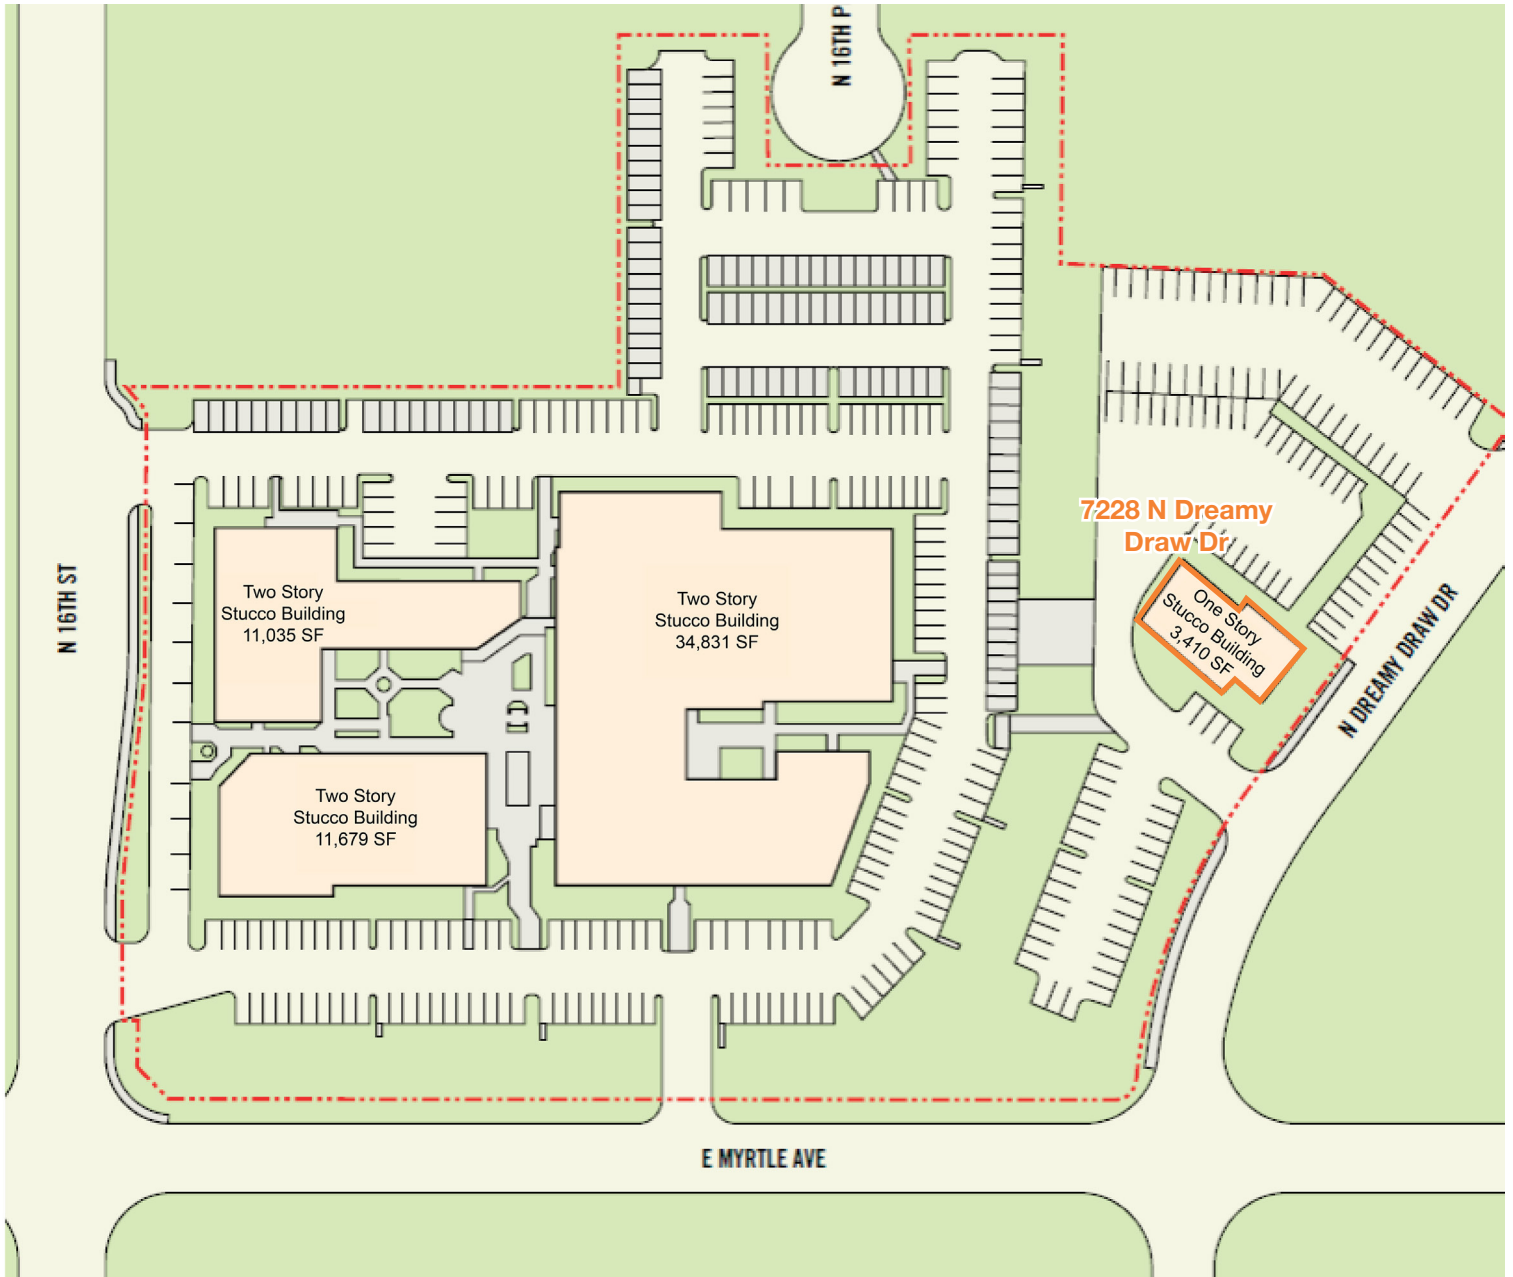 N 16TH P
7228 N Dreamy
Draw Dr
N 16TH ST
Two Story
Stucco Building
11,035 SF
Two Story
Stucco Building
34,831 SF
One Story
Stucco Building
3,410 SF
N DREAMY DRAW DR
Two Story
Stucco Building
11,679 SF
E MYRTLE AVE